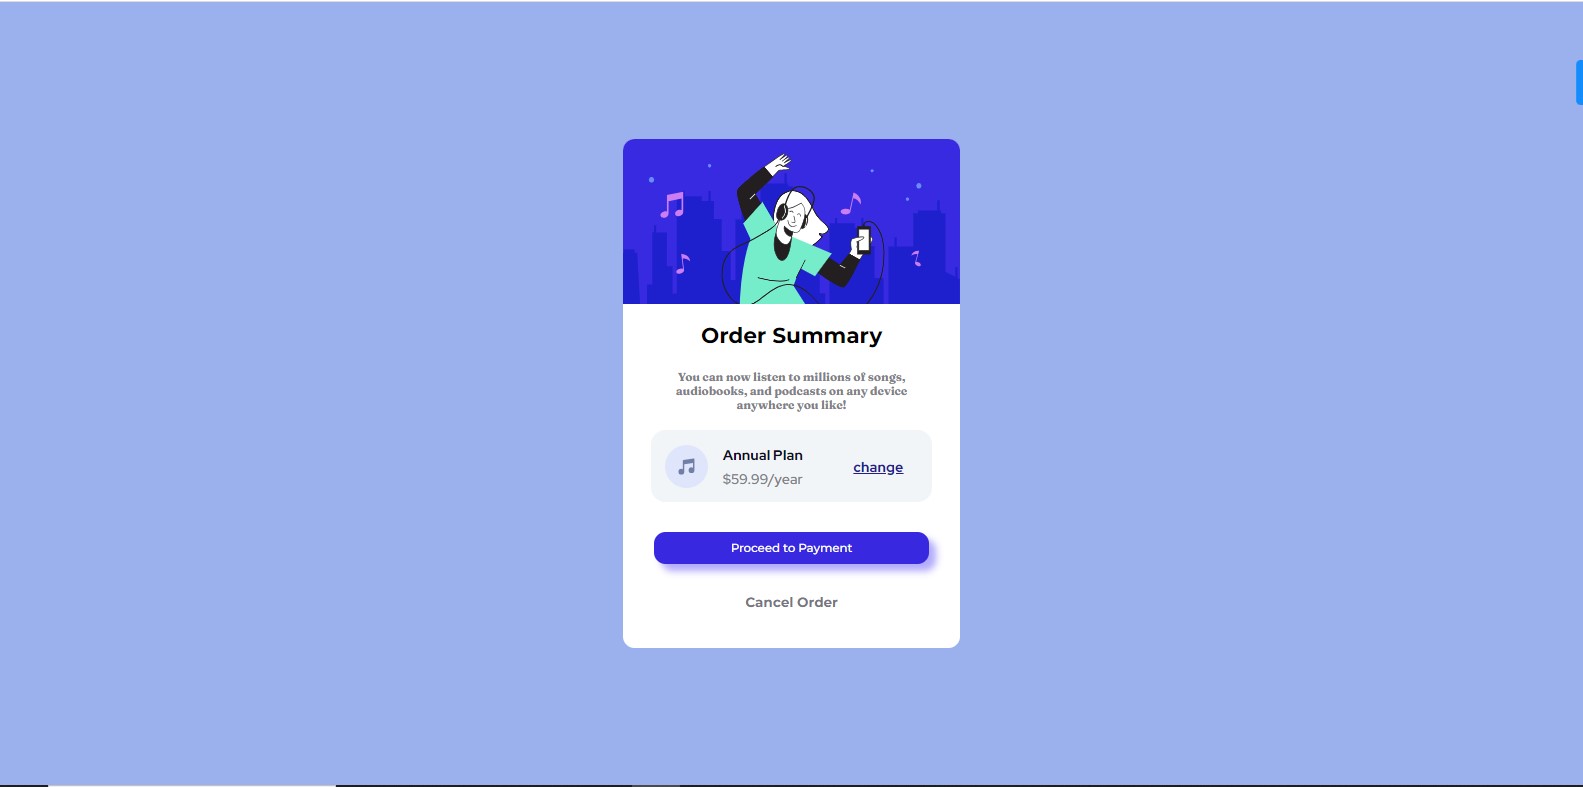 Order Summary
You can now listen to millions of songs,
audiobooks, and podcasts on any device
anywhere you like!
Annual Plan
$59.99/year
change
Proceed to Payment
Cancel Order